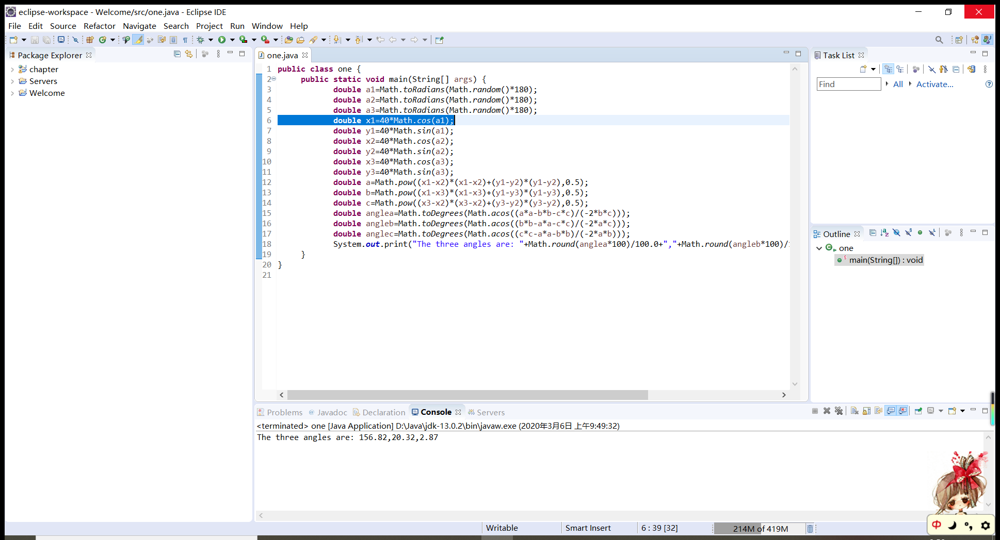 eclipse-workspace - Welcome/src/one.java - Eclipse IDE
File Edit Source Refactor Navigate Search Project Run Window Help
Package Explorer
chapter
Servers
Welcome
one.java
1 public class one {
2 public static void main(String[] args) {
3 double a1=Math.toRadians(Math.random()*180);
4 double a2=Math.toRadians(Math.random()*180);
5 double a3=Math.toRadians(Math.random()*180);
6 double x1=40*Math.cos(a1);
7 double y1=40*Math.sin(a1);
8 double x2=40*Math.cos(a2);
9 double y2=40*Math.sin(a2);
10 double x3=40*Math.cos(a3);
11 double y3=40*Math.sin(a3);
12 double a=Math.pow((x1-x2)*(x1-x2)+(y1-y2)*(y1-y2),0.5);
13 double b=Math.pow((x1-x3)*(x1-x3)+(y1-y3)*(y1-y3),0.5);
14 double c=Math.pow((x3-x2)*(x3-x2)+(y3-y2)*(y3-y2),0.5);
15 double anglea=Math.toDegrees(Math.acos((a*a-b*b-c*c)/(-2*b*c)));
16 double angleb=Math.toDegrees(Math.acos((b*b-a*a-c*c)/(-2*a*c)));
17 double anglec=Math.toDegrees(Math.acos((c*c-a*a-b*b)/(-2*a*b)));
18 System.out.print("The three angles are: "+Math.round(anglea*100)/100.0+","+Math.round(angleb*100)/
19 }
20 }
21
Task List
Find All Activate...
Outline
one
main(String[]) : void
Problems Javadoc Declaration Console Servers
<terminated> one [Java Application] D:\Java\jdk-13.0.2\bin\javaw.exe (2020年3月6日 上午9:49:32)
The three angles are: 156.82,20.32,2.87
Writable Smart Insert 6 : 39 [32] 214M of 419M
中